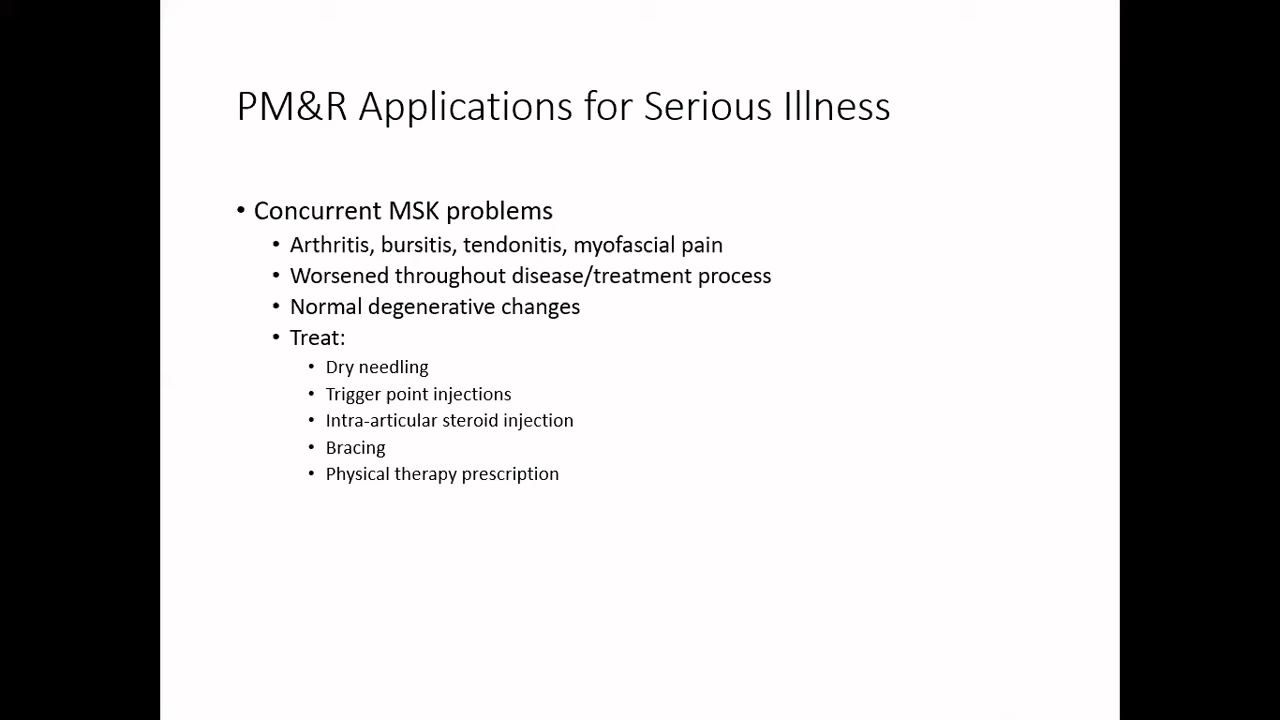 PM&R Applications for Serious Illness
• Concurrent MSK problems
• Arthritis, bursitis, tendonitis, myofascial pain
• Worsened throughout disease/treatment process
• Normal degenerative changes
• Treat:
• Dry needling
• Trigger point injections
• Intra-articular steroid injection
• Bracing
• Physical therapy prescription